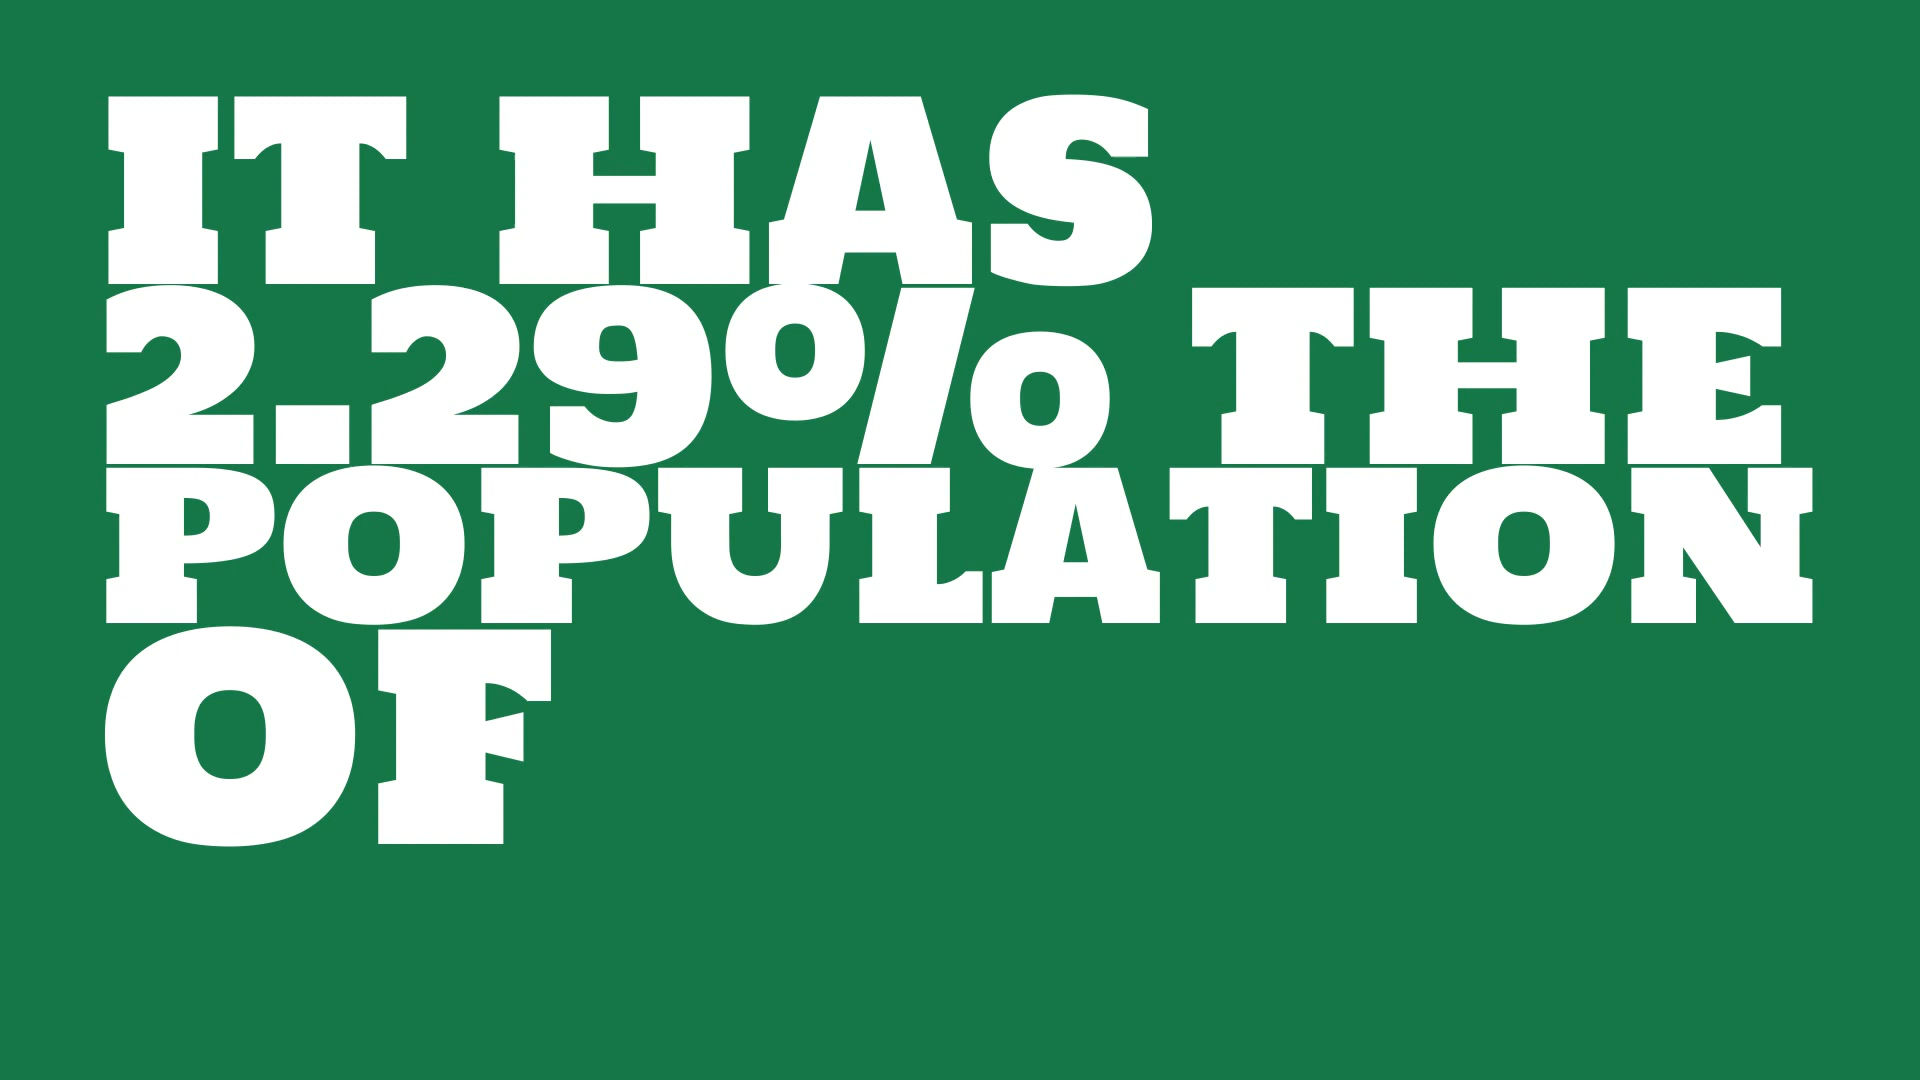 IT HAS
2.29% THE
POPULATION
OF